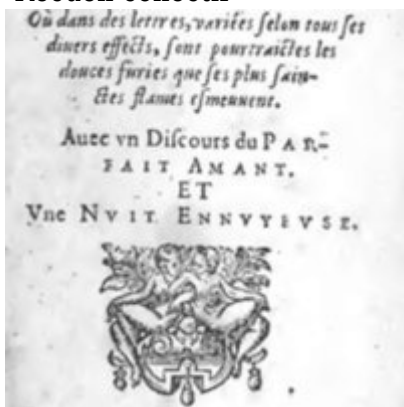 Où dans des lettres, variées ſelon tous ſes
diuers effects, ſont pourtraictes les
douces furies que ſes plus ſain-
ctes flames eſmeuuent.
Auec vn Diſcours du PAR-
FAIT AMANT.
ET
Vne NVIT ENNVYEVSE.